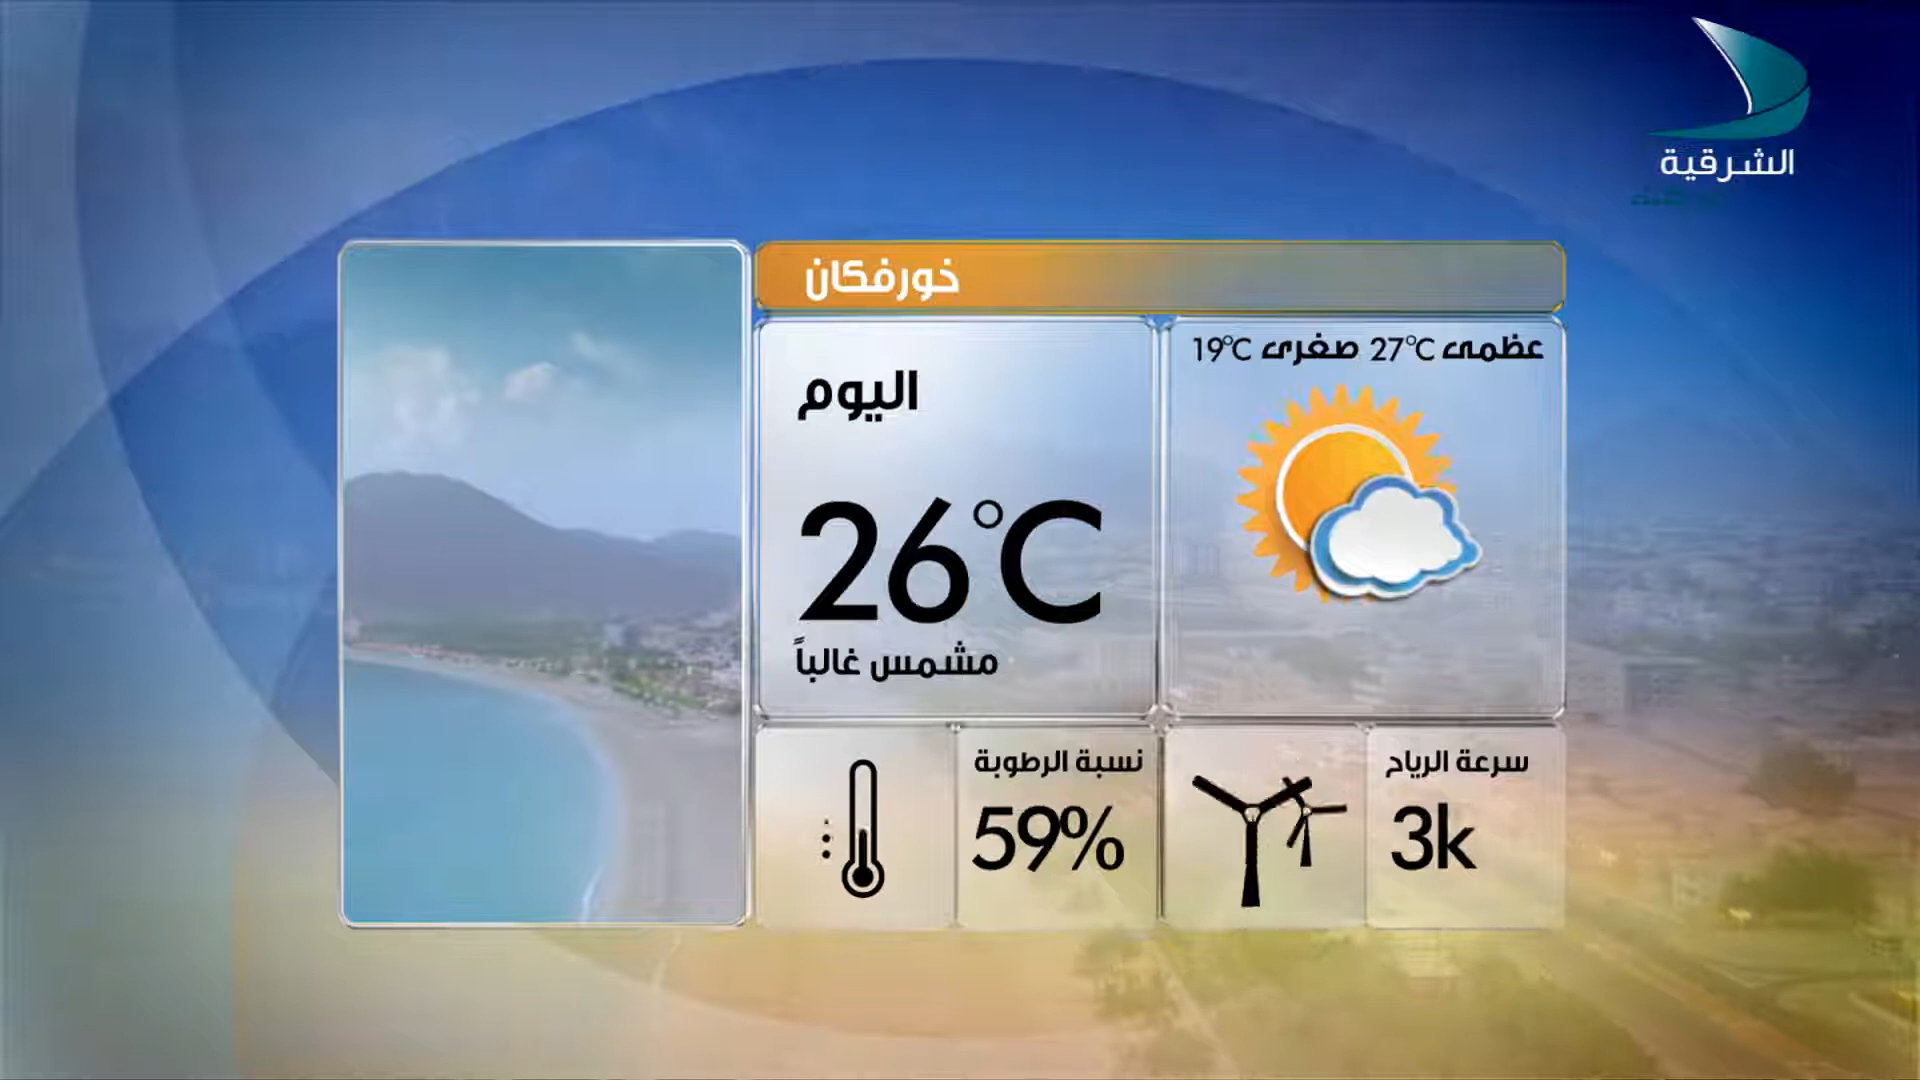 الشرقية
خورفكان
عظمى 27°C صغرى 19°C
اليوم
26°C
مشمس غالباً
نسبة الرطوبة
59%
سرعة الرياح
3k